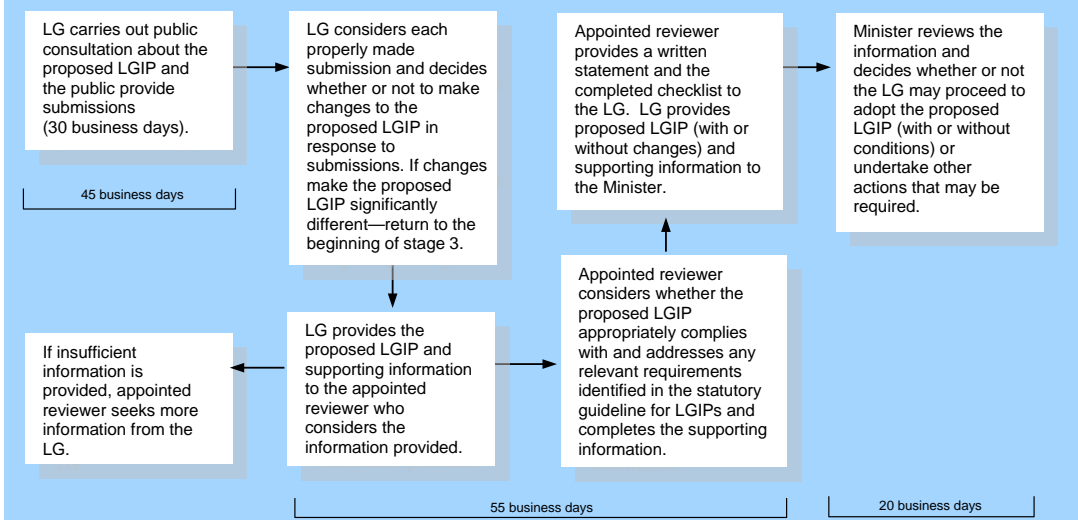 LG carries out public
consultation about the
proposed LGIP and
the public provide
submissions
(30 business days).
45 business days
LG considers each
properly made
submission and decides
whether or not to make
changes to the
proposed LGIP in
response to
submissions. If changes
make the proposed
LGIP significantly
different—return to the
beginning of stage 3.
If insufficient
information is
provided, appointed
reviewer seeks more
information from the
LG.
LG provides the
proposed LGIP and
supporting information
to the appointed
reviewer who
considers the
information provided.
Appointed reviewer
considers whether the
proposed LGIP
appropriately complies
with and addresses any
relevant requirements
identified in the statutory
guideline for LGIPs and
completes the supporting
information.
Appointed reviewer
provides a written
statement and the
completed checklist to
the LG.  LG provides
proposed LGIP (with or
without changes) and
supporting information to
the Minister.
55 business days
Minister reviews the
information and
decides whether or not
the LG may proceed to
adopt the proposed
LGIP (with or without
conditions) or
undertake other
actions that may be
required.
20 business days